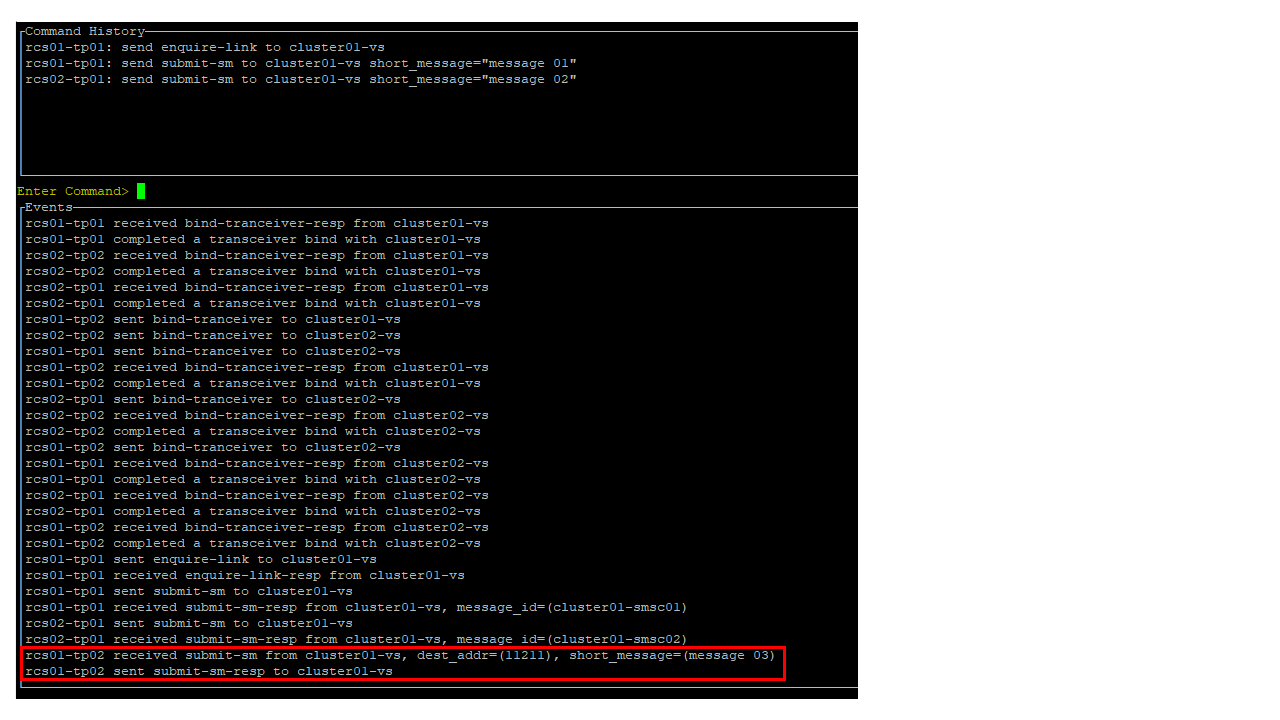 Command History
rcs01-tp01: send enquire-link to cluster01-vs
rcs01-tp01: send submit-sm to cluster01-vs short_message="message 01"
rcs02-tp01: send submit-sm to cluster01-vs short_message="message 02"
Enter Command>
Events
rcs01-tp01 received bind-tranceiver-resp from cluster01-vs
rcs01-tp01 completed a transceiver bind with cluster01-vs
rcs02-tp02 received bind-tranceiver-resp from cluster01-vs
rcs02-tp02 completed a transceiver bind with cluster01-vs
rcs02-tp01 received bind-tranceiver-resp from cluster01-vs
rcs02-tp01 completed a transceiver bind with cluster01-vs
rcs01-tp02 sent bind-tranceiver to cluster01-vs
rcs02-tp02 sent bind-tranceiver to cluster02-vs
rcs01-tp01 sent bind-tranceiver to cluster02-vs
rcs01-tp02 received bind-tranceiver-resp from cluster01-vs
rcs01-tp02 completed a transceiver bind with cluster01-vs
rcs02-tp01 sent bind-tranceiver to cluster02-vs
rcs02-tp02 received bind-tranceiver-resp from cluster02-vs
rcs02-tp02 completed a transceiver bind with cluster02-vs
rcs01-tp02 sent bind-tranceiver to cluster02-vs
rcs01-tp01 received bind-tranceiver-resp from cluster02-vs
rcs01-tp01 completed a transceiver bind with cluster02-vs
rcs02-tp01 received bind-tranceiver-resp from cluster02-vs
rcs02-tp01 completed a transceiver bind with cluster02-vs
rcs01-tp02 received bind-tranceiver-resp from cluster02-vs
rcs01-tp02 completed a transceiver bind with cluster02-vs
rcs01-tp01 sent enquire-link to cluster01-vs
rcs01-tp01 received enquire-link-resp from cluster01-vs
rcs01-tp01 sent submit-sm to cluster01-vs
rcs01-tp01 received submit-sm-resp from cluster01-vs, message_id=(cluster01-smsc01)
rcs02-tp01 sent submit-sm to cluster01-vs
rcs02-tp01 received submit-sm-resp from cluster01-vs, message_id=(cluster01-smsc02)
rcs01-tp02 received submit-sm from cluster01-vs, dest_addr=(11211), short_message=(message 03)
rcs01-tp02 sent submit-sm-resp to cluster01-vs